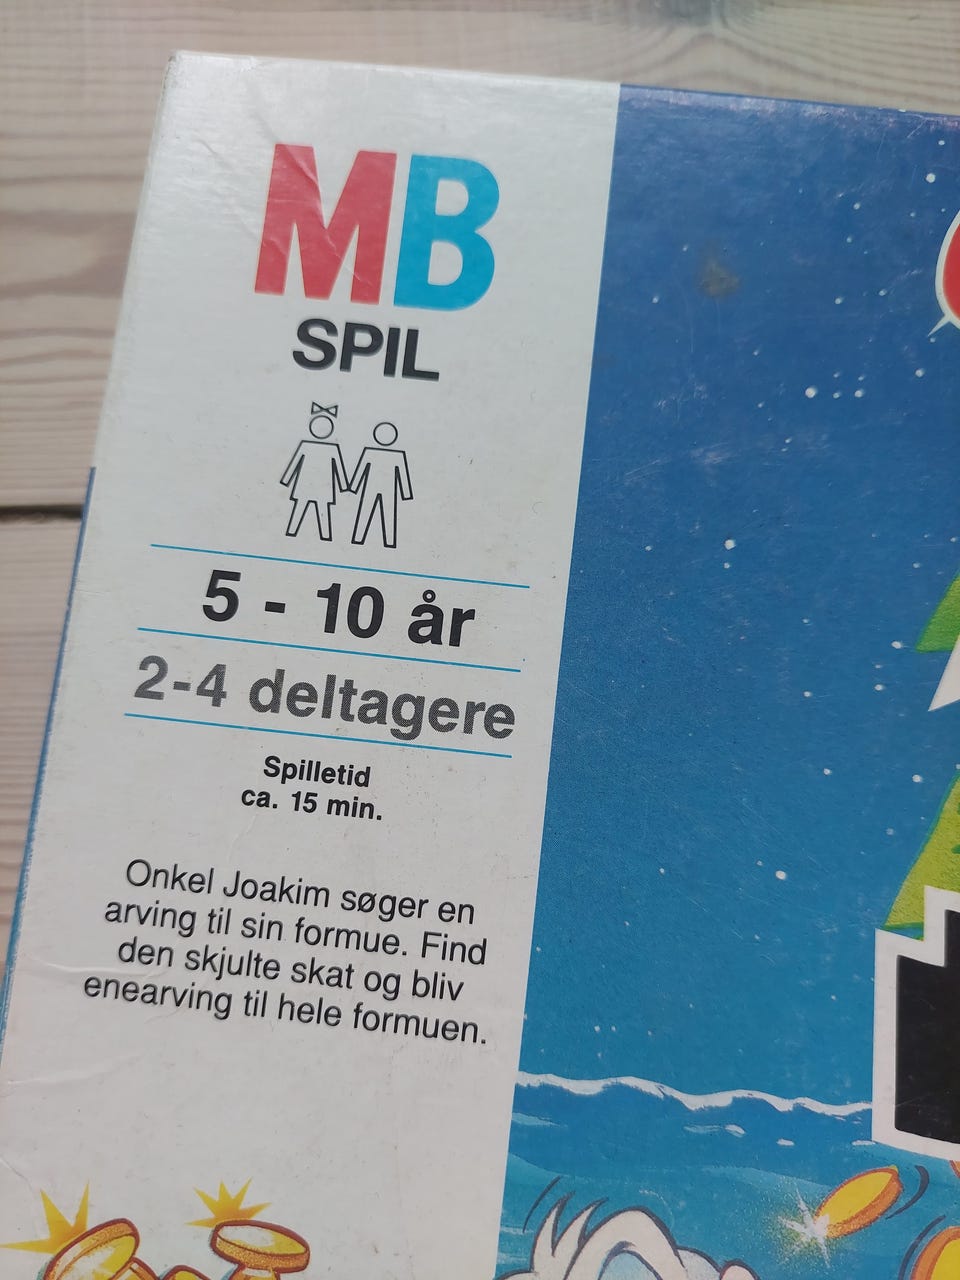 MB
SPIL
5 - 10 år
2-4 deltagere
Spilletid
ca. 15 min.
Onkel Joakim søger en
arving til sin formue. Find
den skjulte skat og bliv
enearving til hele formuen.